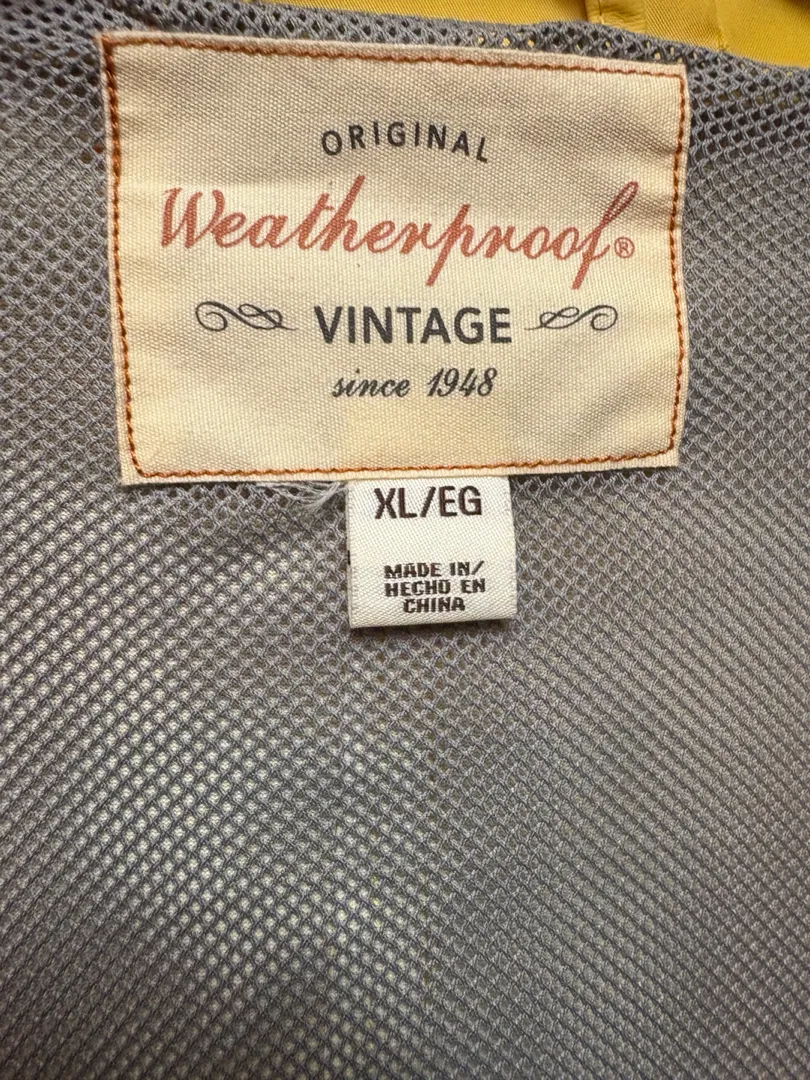 ORIGINAL
Weatherproof®
VINTAGE
since 1948
XL/EG
MADE IN/
HECHO EN
CHINA